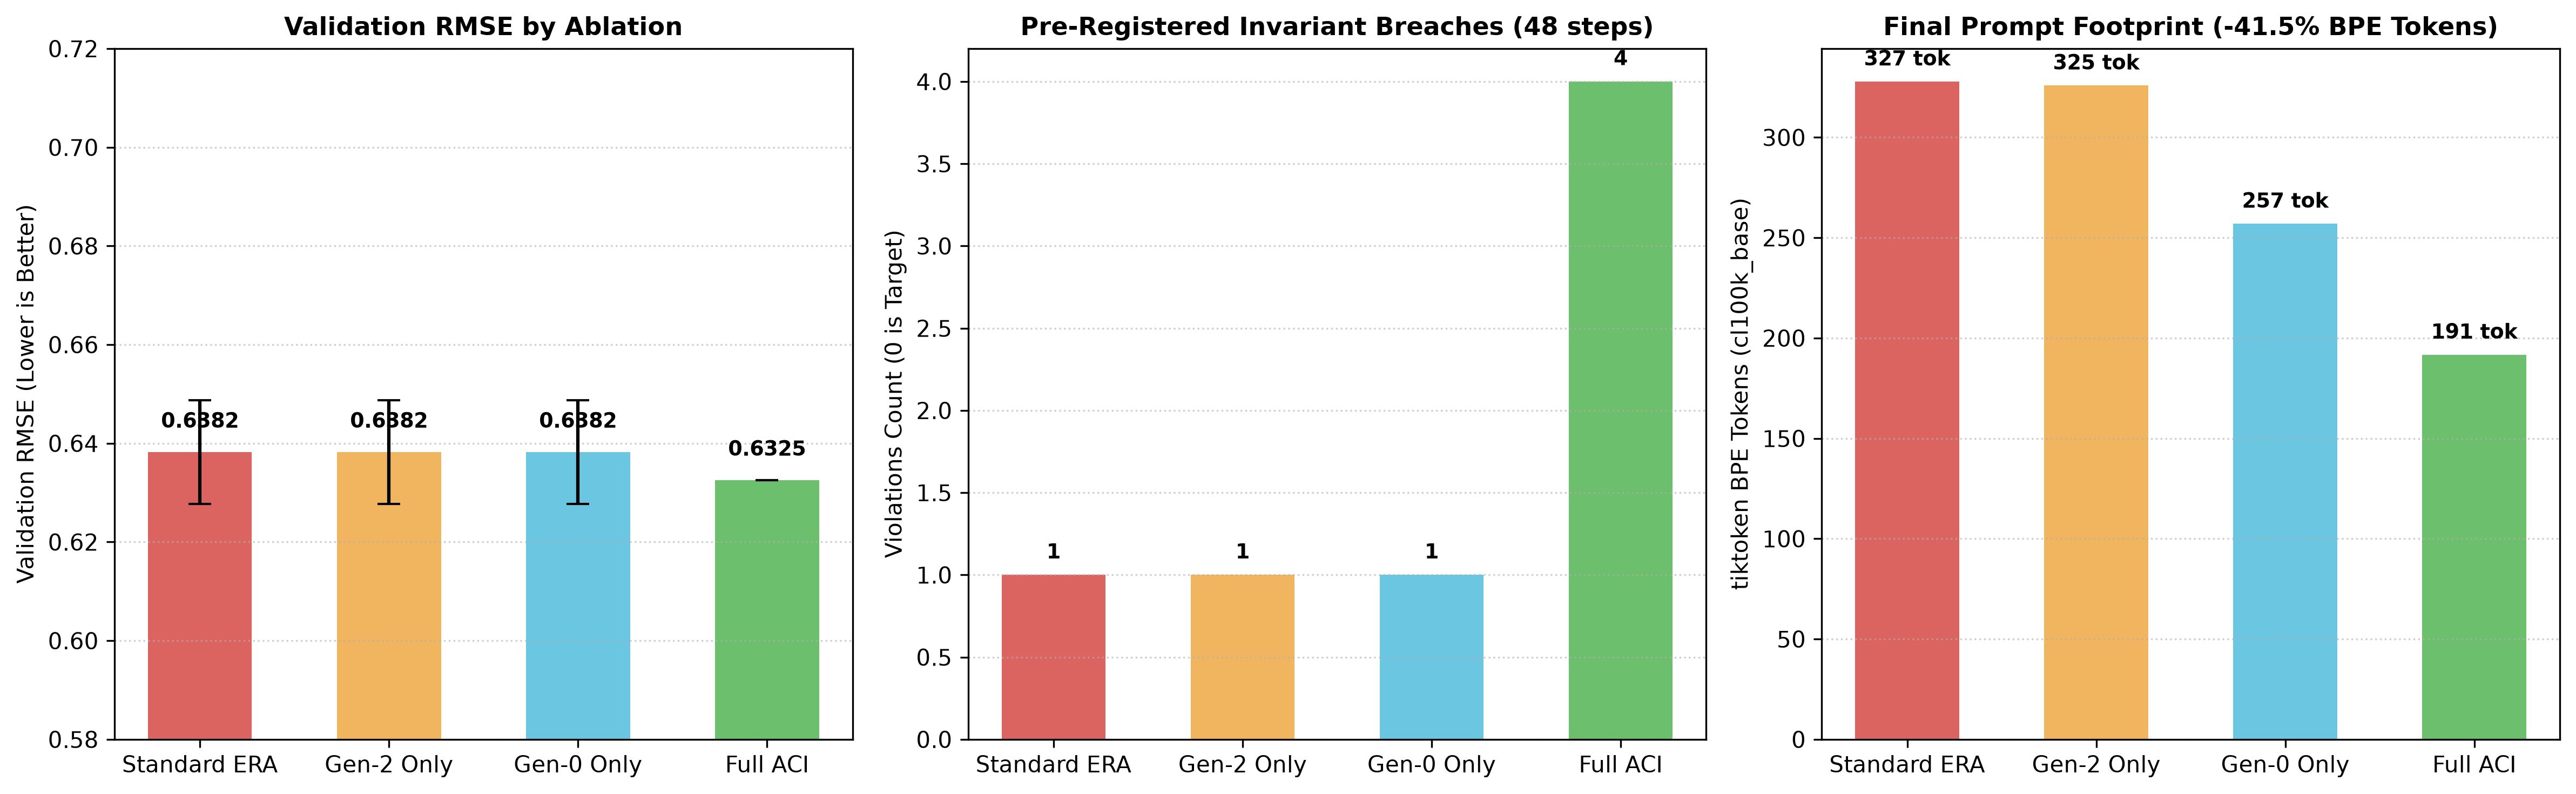 Validation RMSE by Ablation
Validation RMSE (Lower is Better)
0.72
0.70
0.68
0.66
0.64
0.62
0.60
0.58
0.6382
0.6382
0.6382
0.6325
Standard ERA
Gen-2 Only
Gen-0 Only
Full ACI
Pre-Registered Invariant Breaches (48 steps)
Violations Count (0 is Target)
4.0
3.5
3.0
2.5
2.0
1.5
1.0
0.5
0.0
1
1
1
4
Standard ERA
Gen-2 Only
Gen-0 Only
Full ACI
Final Prompt Footprint (-41.5% BPE Tokens)
tiktoken BPE Tokens (cl100k_base)
300
250
200
150
100
50
0
327 tok
325 tok
257 tok
191 tok
Standard ERA
Gen-2 Only
Gen-0 Only
Full ACI